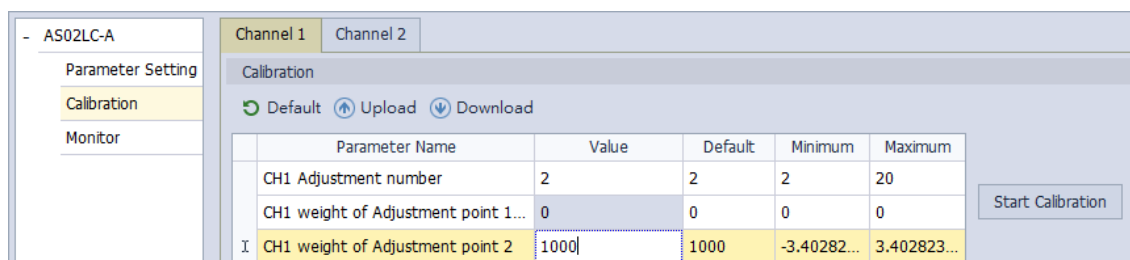 - AS02LC-A
Parameter Setting
Calibration
Monitor
Channel 1 Channel 2
Calibration
Default Upload Download
Parameter Name Value Default Minimum Maximum
CH1 Adjustment number 2 2 2 20
CH1 weight of Adjustment point 1... 0 0 0 0
CH1 weight of Adjustment point 2 1000 1000 -3.40282... 3.402823...
Start Calibration